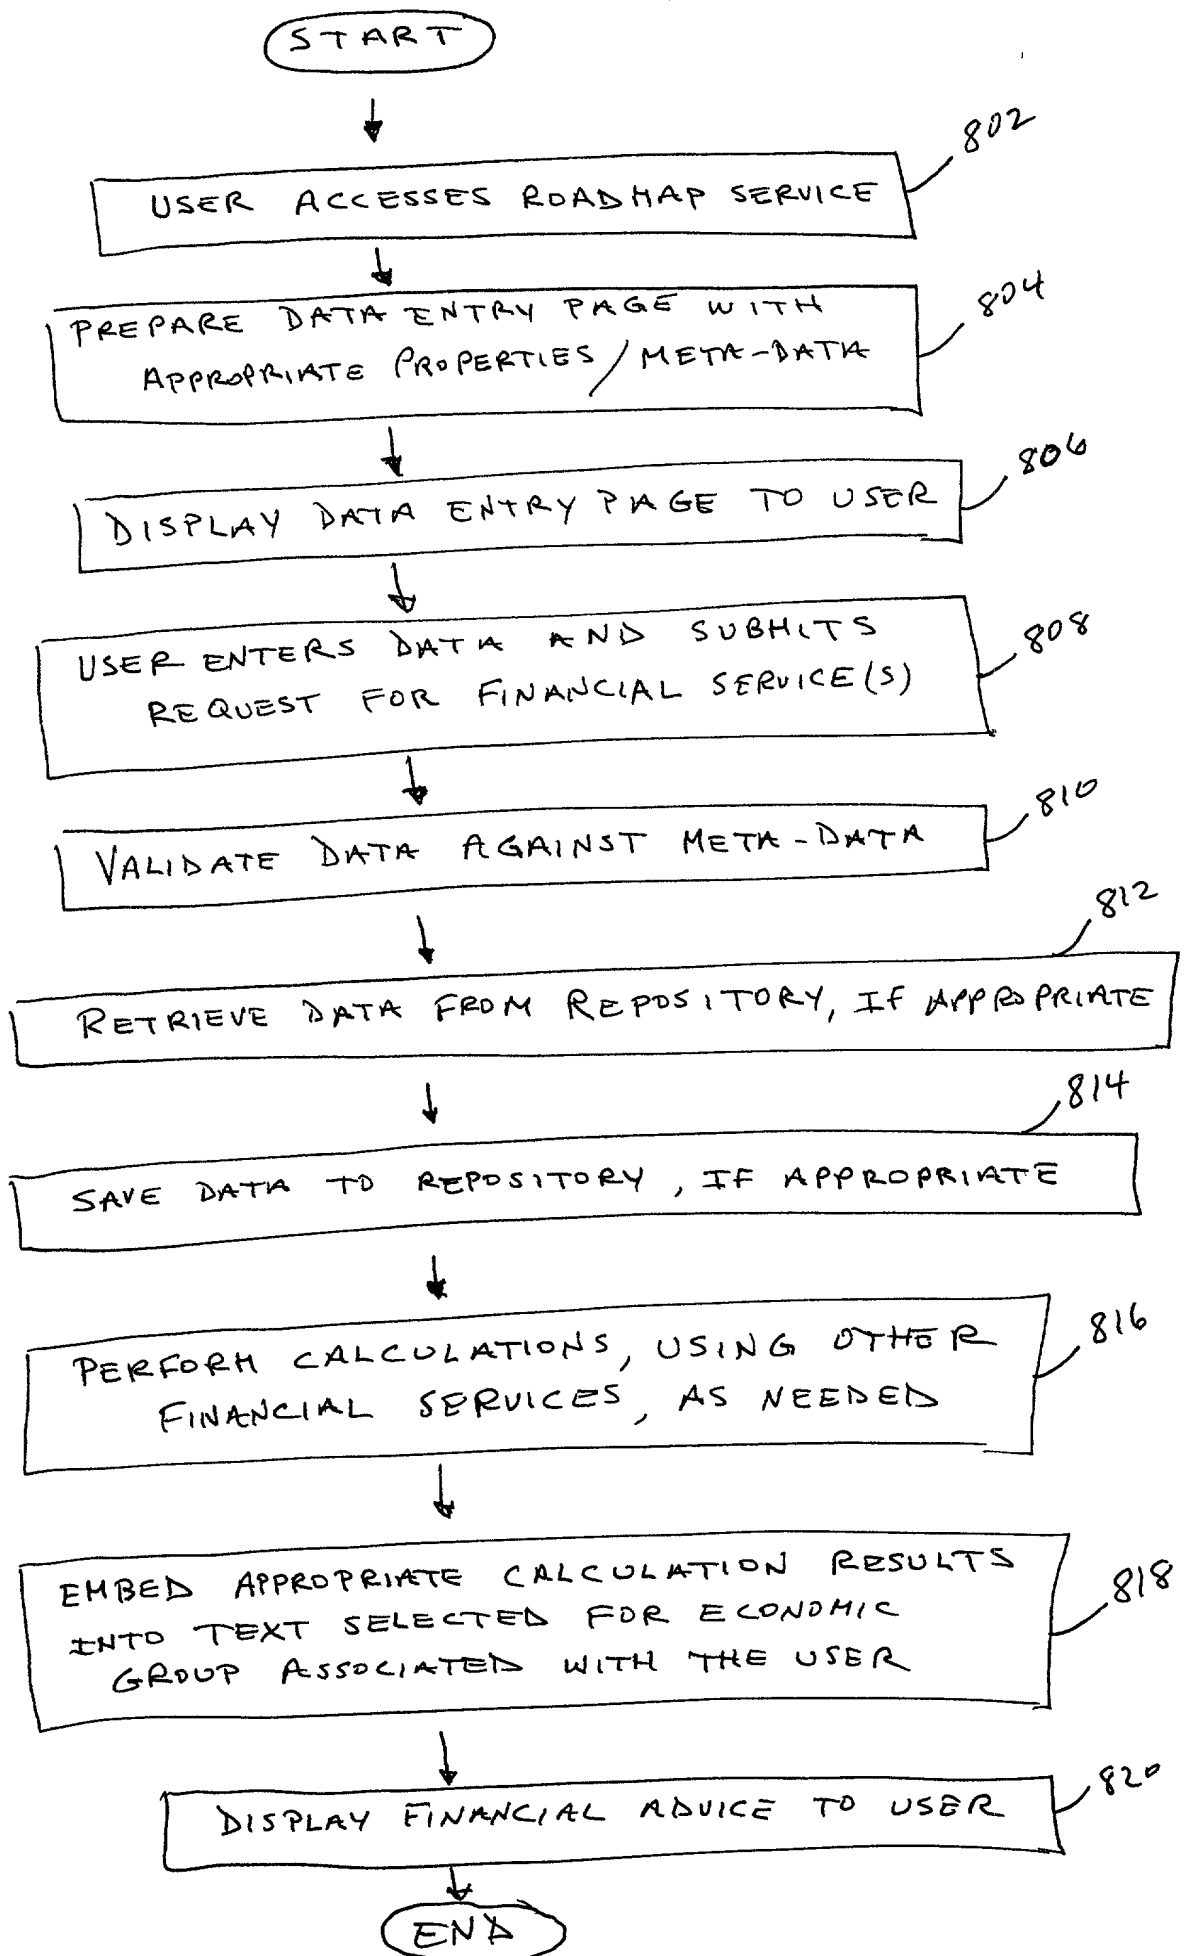 START
802
USER ACCESSES ROADMAP SERVICE
804
PREPARE DATA ENTRY PAGE WITH
APPROPRIATE PROPERTIES / META-DATA
806
DISPLAY DATA ENTRY PAGE TO USER
808
USER ENTERS DATA AND SUBMITS
REQUEST FOR FINANCIAL SERVICE(S)
810
VALIDATE DATA AGAINST META-DATA
812
RETRIEVE DATA FROM REPOSITORY, IF APPROPRIATE
814
SAVE DATA TO REPOSITORY, IF APPROPRIATE
816
PERFORM CALCULATIONS, USING OTHER
FINANCIAL SERVICES, AS NEEDED
818
EMBED APPROPRIATE CALCULATION RESULTS
INTO TEXT SELECTED FOR ECONOMIC
GROUP ASSOCIATED WITH THE USER
820
DISPLAY FINANCIAL ADVICE TO USER
END